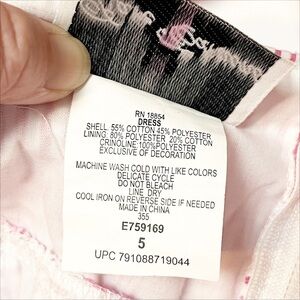 RN 18854
DRESS
SHELL: 55% COTTON 45% POLYESTER
LINING: 80% POLYESTER 20% COTTON
CRINOLINE:100%POLYESTER
EXCLUSIVE OF DECORATION
MACHINE WASH COLD WITH LIKE COLORS
DELICATE CYCLE
DO NOT BLEACH
LINE DRY
COOL IRON ON REVERSE SIDE IF NEEDED
MADE IN CHINA
355
E759169
5
UPC 791088719044